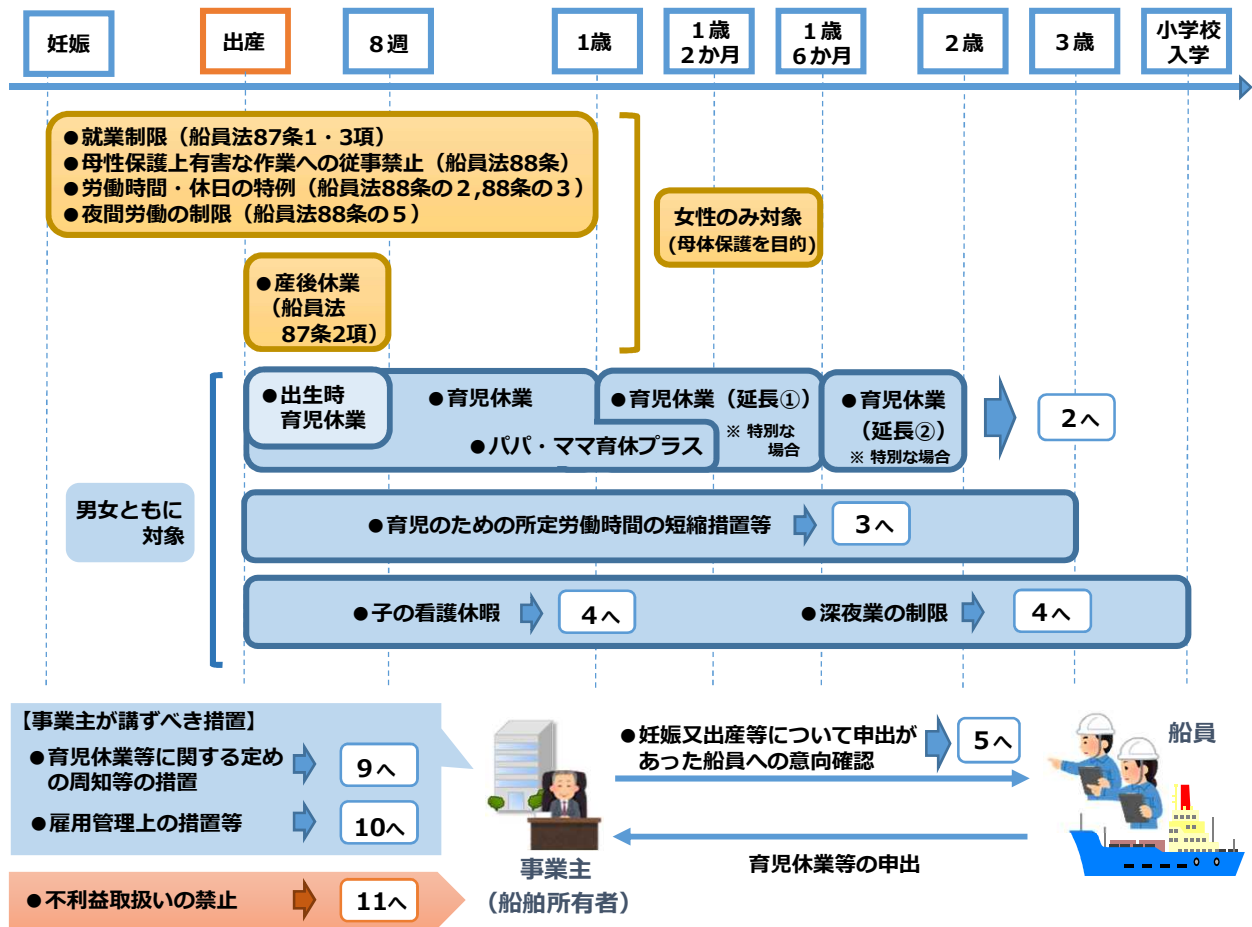 妊娠
出産
８週
1歳
１歳
２か月
１歳
６か月
２歳
３歳
小学校
入学
●就業制限（船員法87条1・3項）
●母性保護上有害な作業への従事禁止（船員法88条）
●労働時間・休日の特例（船員法88条の２,88条の３）
●夜間労働の制限（船員法88条の５）
女性のみ対象
(母体保護を目的)
●産後休業
（船員法
87条2項）
●出生時
育児休業
●育児休業
●パパ・ママ育休プラス
●育児休業（延長①）
※ 特別な
場合
●育児休業
（延長②）
※ 特別な場合
２へ
男女ともに
対象
●育児のための所定労働時間の短縮措置等
３へ
●子の看護休暇
４へ
●深夜業の制限
４へ
【事業主が講ずべき措置】
●育児休業等に関する定め
の周知等の措置
９へ
●雇用管理上の措置等
10へ
●不利益取扱いの禁止
11へ
事業主
（船舶所有者）
●妊娠又出産等について申出が
あった船員への意向確認
５へ
船員
育児休業等の申出